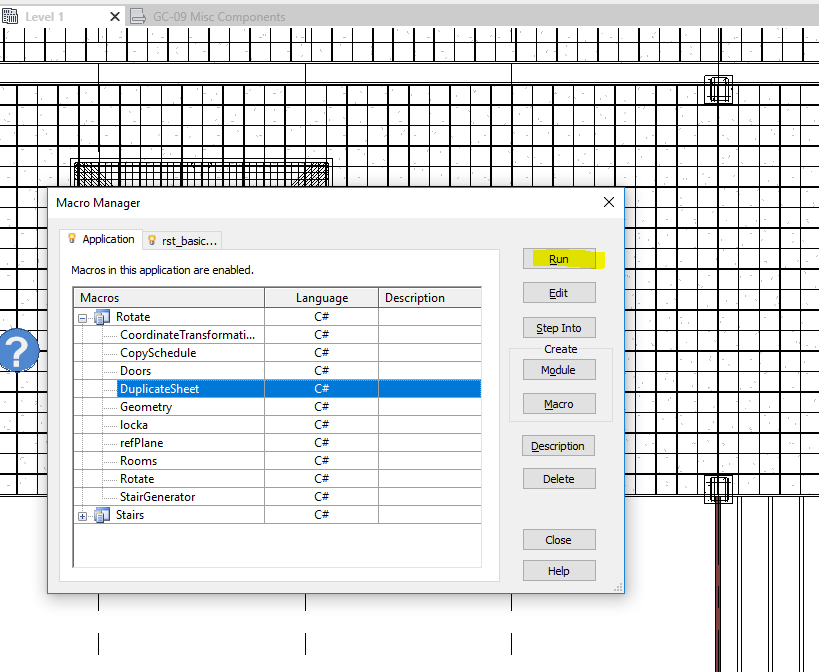 Level 1
GC-09 Misc Components
Macro Manager
Application
rst_basic...
Macros in this application are enabled.
Macros Language Description
Rotate C#
CoordinateTransformati... C#
CopySchedule C#
Doors C#
DuplicateSheet C#
Geometry C#
locka C#
refPlane C#
Rooms C#
Rotate C#
StairGenerator C#
Stairs C#
Run
Edit
Step Into
Create
Module
Macro
Description
Delete
Close
Help
?